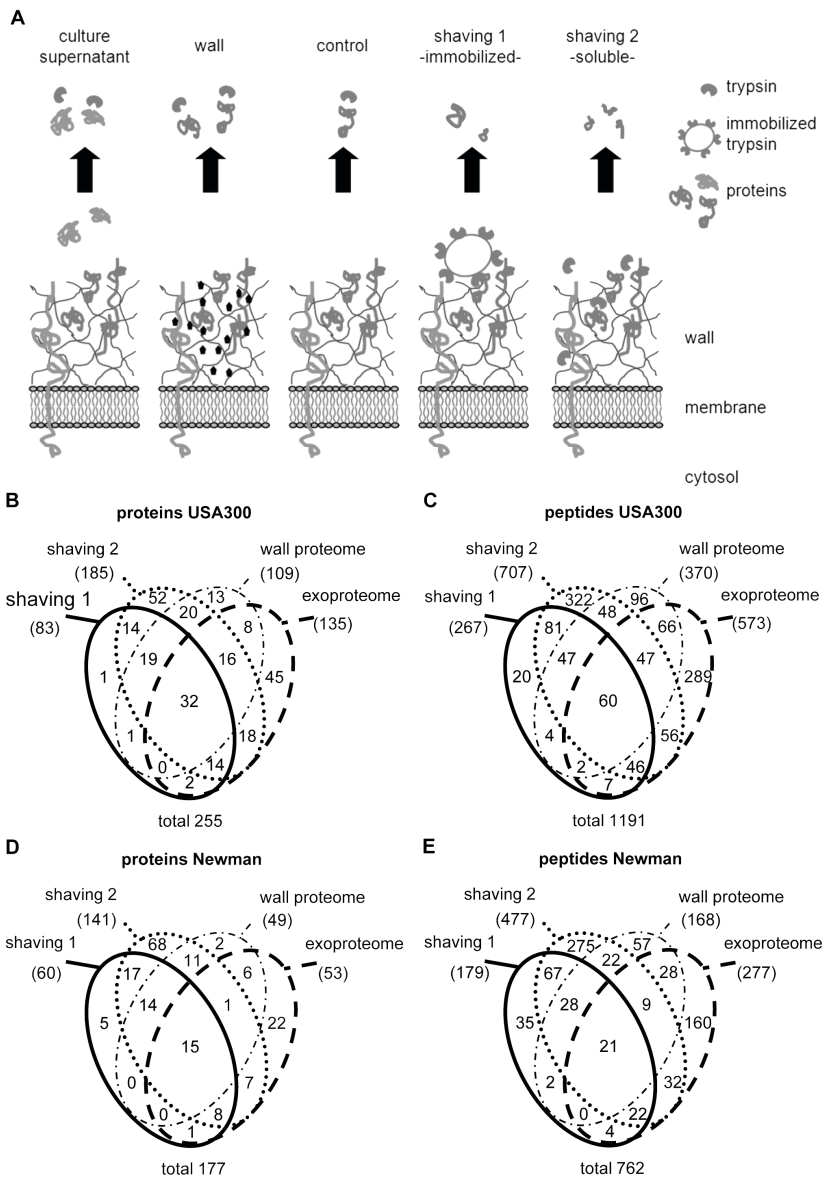 A
culture
supernatant
wall
control
shaving 1
-immobilized-
shaving 2
-soluble-
trypsin
immobilized
trypsin
proteins
wall
membrane
cytosol
B
proteins USA300
shaving 2
(185)
wall proteome
(109)
shaving 1
(83)
exoproteome
(135)
52
13
20
8
14
19
16
1
45
32
1
18
0
14
2
total 255
C
peptides USA300
shaving 2
(707)
wall proteome
(370)
shaving 1
(267)
exoproteome
(573)
322
96
48
66
81
47
47
20
289
60
4
56
2
46
7
total 1191
D
proteins Newman
shaving 2
(141)
wall proteome
(49)
shaving 1
(60)
exoproteome
(53)
68
2
11
6
17
14
1
5
22
15
0
7
0
8
1
total 177
E
peptides Newman
shaving 2
(477)
wall proteome
(168)
shaving 1
(179)
exoproteome
(277)
275
57
22
28
67
28
9
35
160
21
2
32
0
22
4
total 762